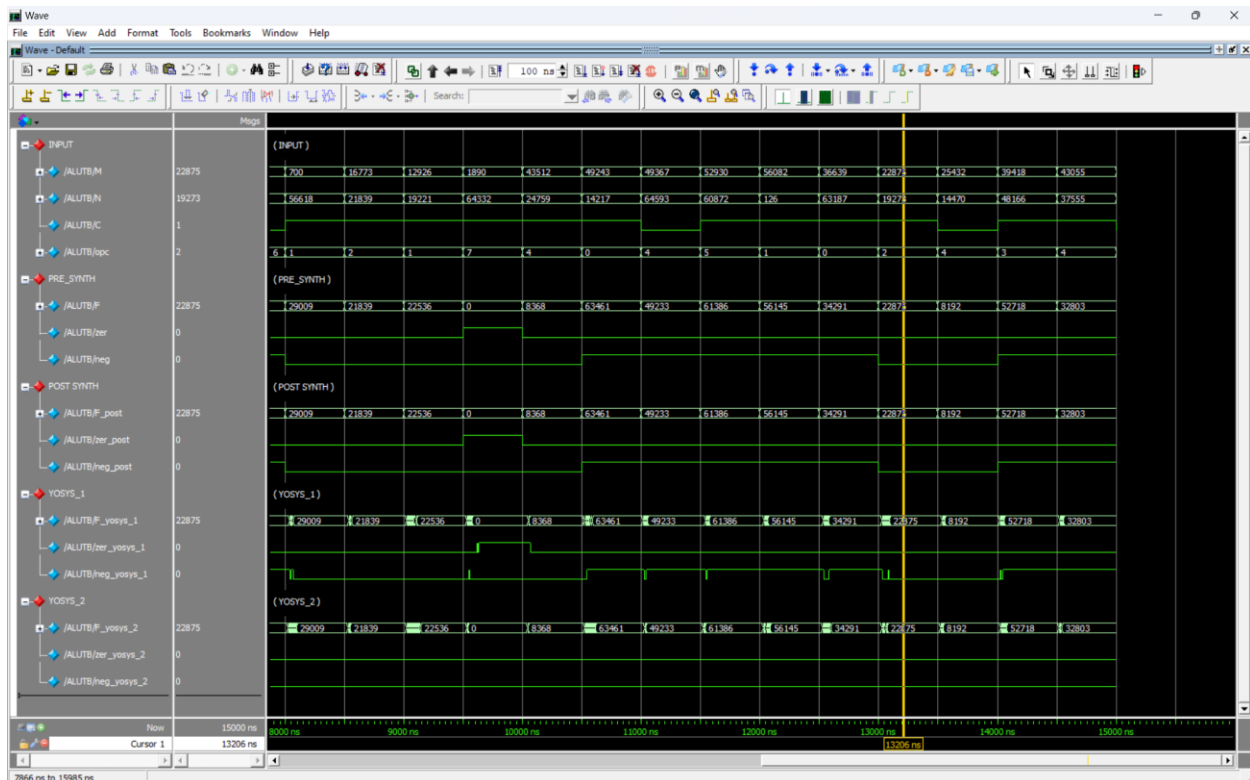 Wave
File Edit View Add Format Tools Bookmarks Window Help
Wave - Default
100 ns
Search:
Msgs
INPUT (INPUT)
/ALUTB/M 22875 700 16773 12926 1890 43512 49243 49367 52930 56082 36639 2287 25432 39418 43055
/ALUTB/N 19273 56618 21839 19221 64332 24759 14217 64593 60872 126 63187 1927 14470 48166 37555
/ALUTB/C 1
/ALUTB/opc 2 6 1 2 1 7 4 0 4 5 1 0 2 4 3 4
PRE_SYNTH (PRE_SYNTH)
/ALUTB/F 22875 29009 21839 22536 0 8368 63461 49233 61386 56145 34291 2287 8192 52718 32803
/ALUTB/zer 0
/ALUTB/neg 0
POST SYNTH (POST SYNTH)
/ALUTB/F_post 22875 29009 21839 22536 0 8368 63461 49233 61386 56145 34291 2287 8192 52718 32803
/ALUTB/zer_post 0
/ALUTB/neg_post 0
YOSYS_1 (YOSYS_1)
/ALUTB/F_yosys_1 22875 29009 21839 22536 0 8368 63461 49233 61386 56145 34291 22875 8192 52718 32803
/ALUTB/zer_yosys_1 0
/ALUTB/neg_yosys_1 0
YOSYS_2 (YOSYS_2)
/ALUTB/F_yosys_2 22875 29009 21839 22536 0 8368 63461 49233 61386 56145 34291 22875 8192 52718 32803
/ALUTB/zer_yosys_2 0
/ALUTB/neg_yosys_2 0
Now 15000 ns 8000 ns 9000 ns 10000 ns 11000 ns 12000 ns 13000 ns 14000 ns 15000 ns
Cursor 1 13206 ns 13206 ns
7866 ns to 15985 ns